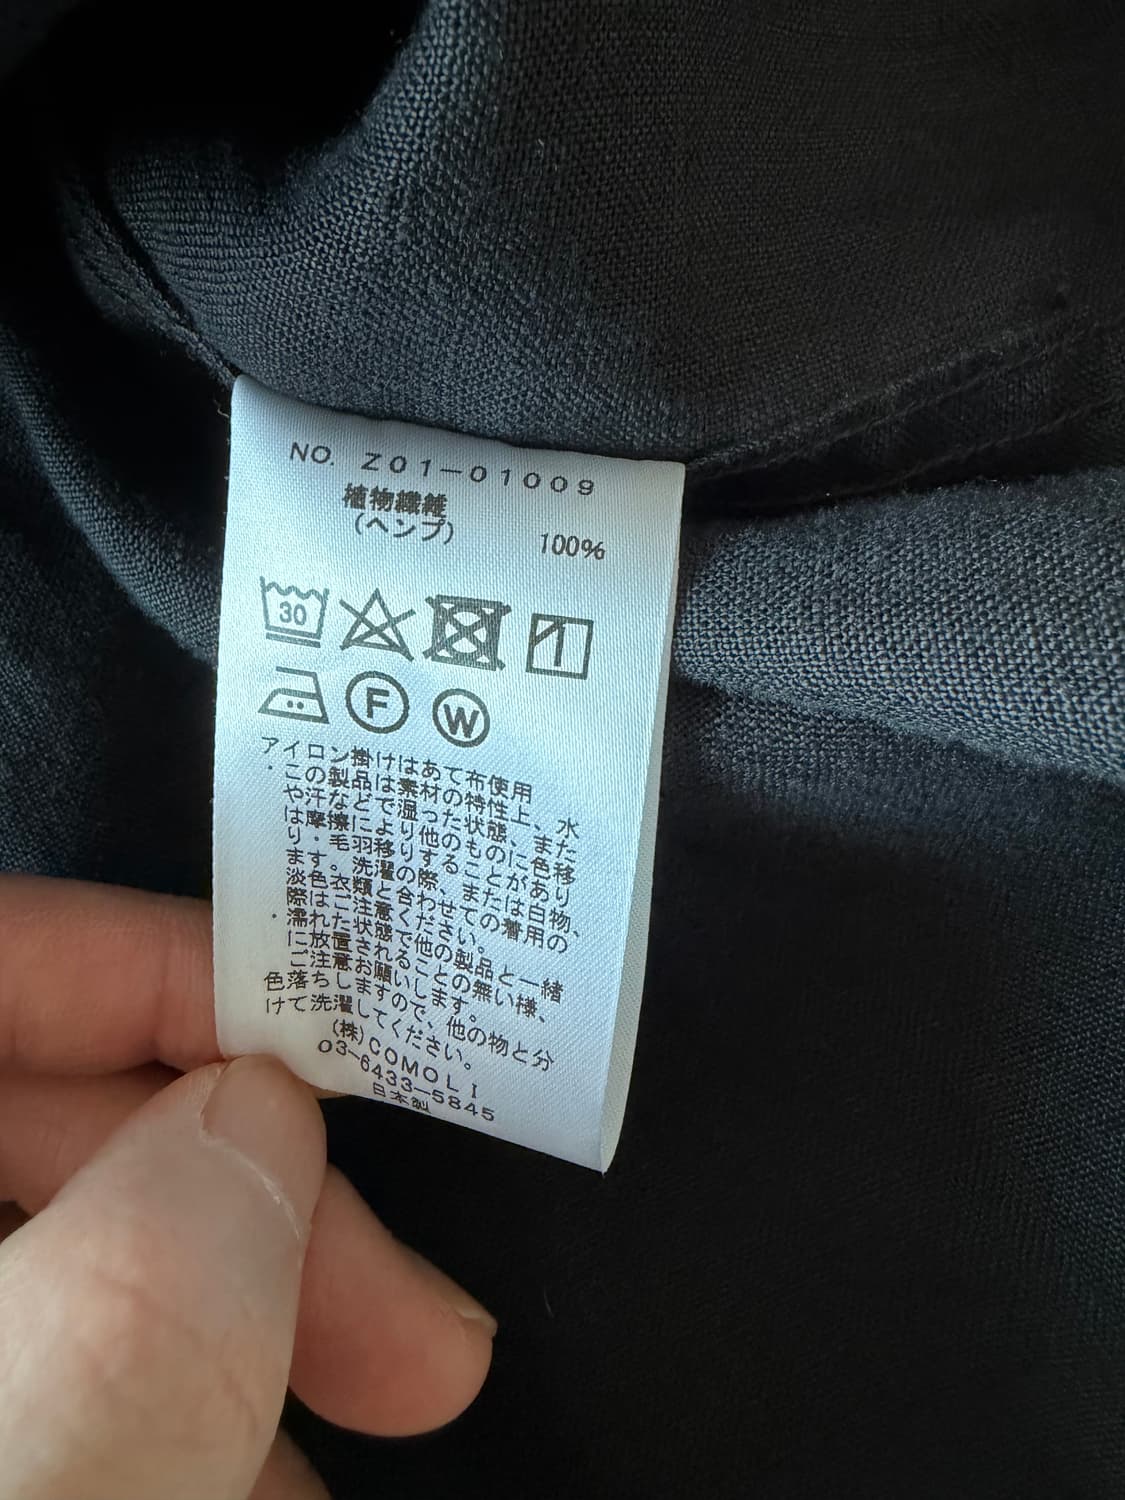 NO. Z01-01009
植物繊維
(ヘンプ) 100%
30
F W
アイロン掛けはあて布使用
・この製品は素材の特性上、水
や汗などで湿った状態、また
は摩擦により他のものに色移
り・毛羽移りすることがあり
ます。洗濯の際、または白物、
淡色衣類と合わせての着用の
際はご注意ください。
・濡れた状態で他の製品と一緒
に放置されることの無い様、
ご注意お願いします。
色落ちしますので、他の物と分
けて洗濯してください。
(株)COMOLI
03-6433-5845
日本製